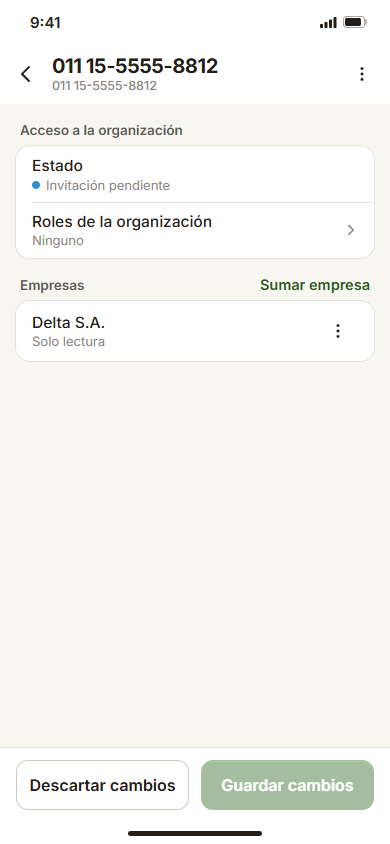 9:41
011 15-5555-8812
011 15-5555-8812
Acceso a la organización
Estado
Invitación pendiente
Roles de la organización
Ninguno
Empresas
Sumar empresa
Delta S.A.
Solo lectura
Descartar cambios
Guardar cambios